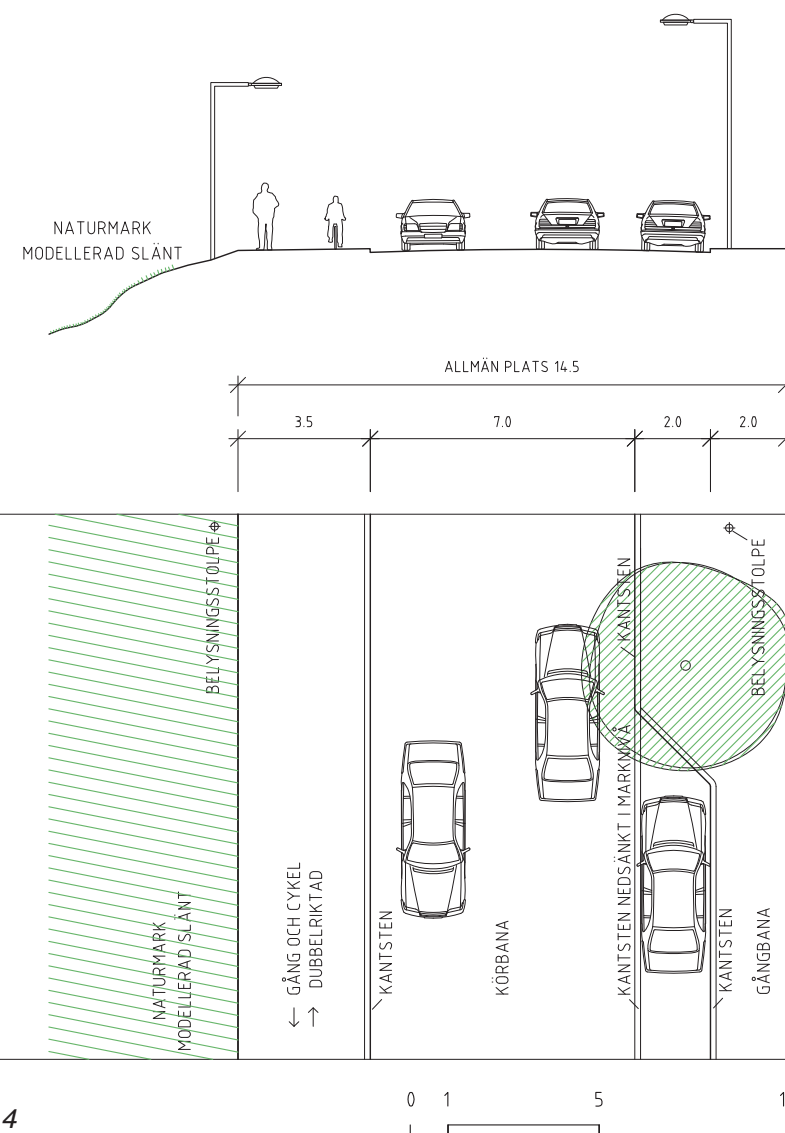 NATURMARK
MODELLERAD SLÄNT
ALLMÄN PLATS 14.5
3.5 7.0 2.0 2.0
BELYSNINGSSTOLPE
NATURMARK
MODELLERAD SLÄNT
← GÅNG OCH CYKEL
→ DUBBELRIKTAD
KANTSTEN
KÖRBANA
KANTSTEN
KANTSTEN NEDSÄNKT I MARKNIVÅ
KANTSTEN
BELYSNINGSSTOLPE
GÅNGBANA
4
0 1 5 1